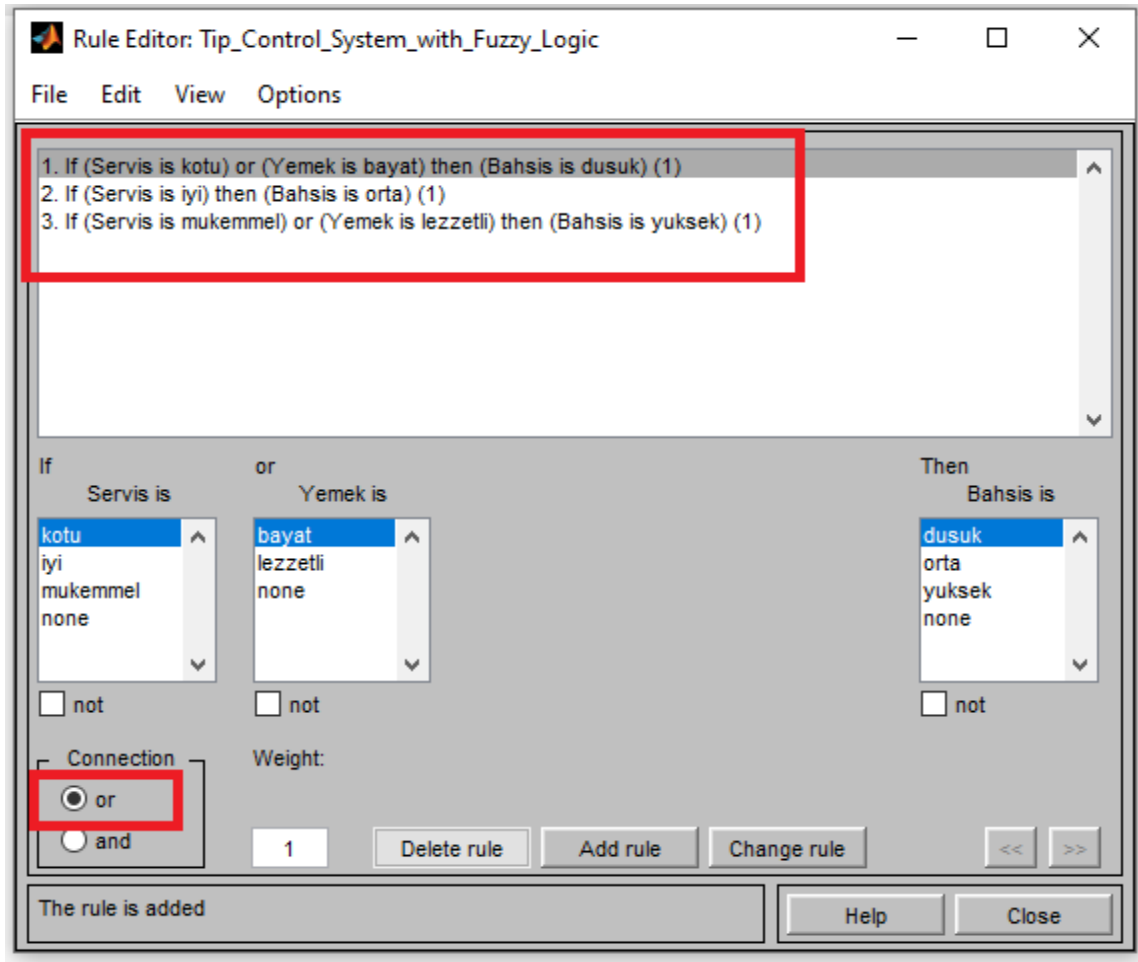 Rule Editor: Tip_Control_System_with_Fuzzy_Logic
File Edit View Options
1. If (Servis is kotu) or (Yemek is bayat) then (Bahsis is dusuk) (1)
2. If (Servis is iyi) then (Bahsis is orta) (1)
3. If (Servis is mukemmel) or (Yemek is lezzetli) then (Bahsis is yuksek) (1)
If or Then
Servis is Yemek is Bahsis is
kotu bayat dusuk
iyi lezzetli orta
mukemmel none yuksek
none none
not not not
Connection Weight:
or
and 1 Delete rule Add rule Change rule << >>
The rule is added Help Close